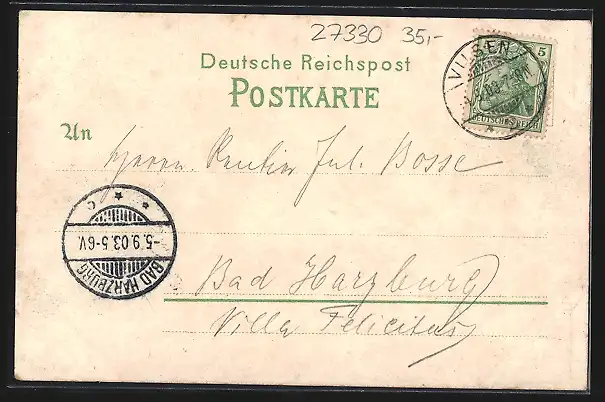 27330 35,-
Deutsche Reichspost
POSTKARTE
An
Herrn Rentier Jul. Bosse
Bad Harzburg
Villa Felicitas
VILSEN
5
DEUTSCHES REICH
-5.9.03.5-6V.
BAD HARZBURG
* * c